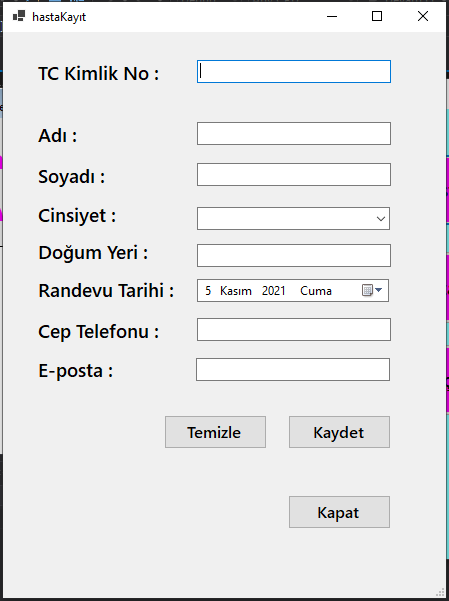 hastaKayıt
TC Kimlik No :
Adı :
Soyadı :
Cinsiyet :
Doğum Yeri :
Randevu Tarihi : 5 Kasım 2021 Cuma
Cep Telefonu :
E-posta :
Temizle Kaydet
Kapat